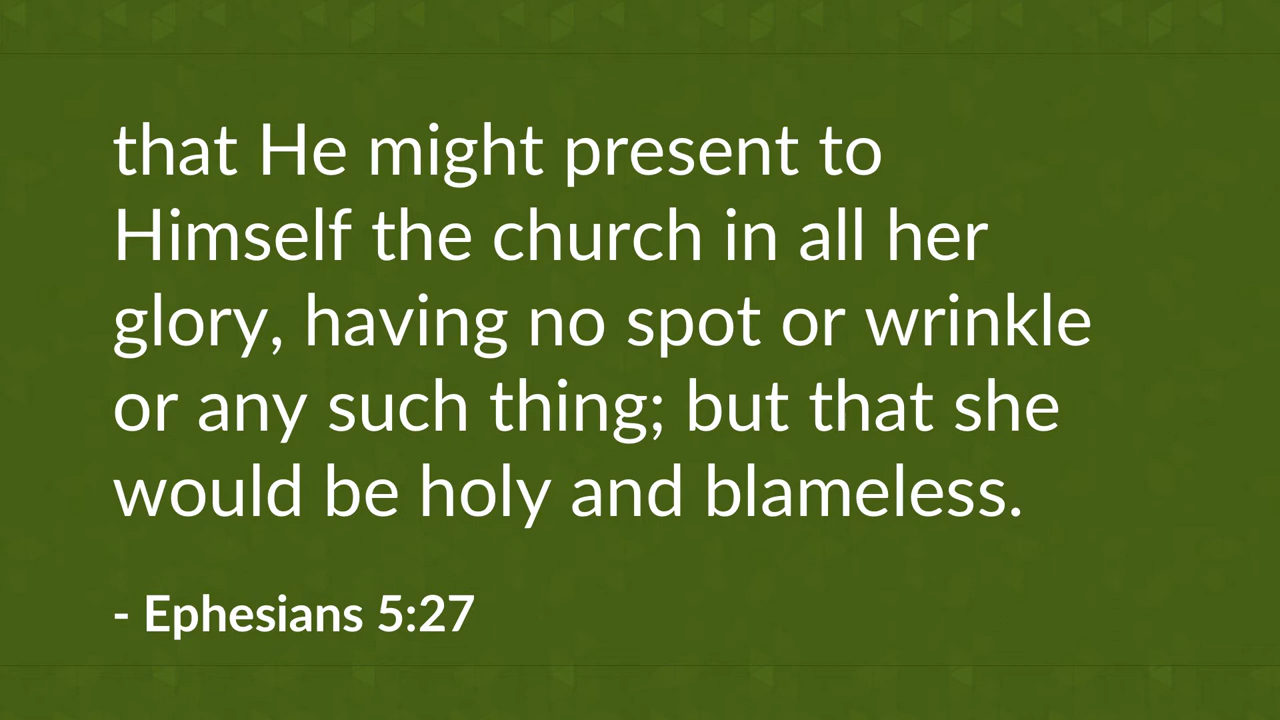 that He might present to
Himself the church in all her
glory, having no spot or wrinkle
or any such thing; but that she
would be holy and blameless.
- Ephesians 5:27